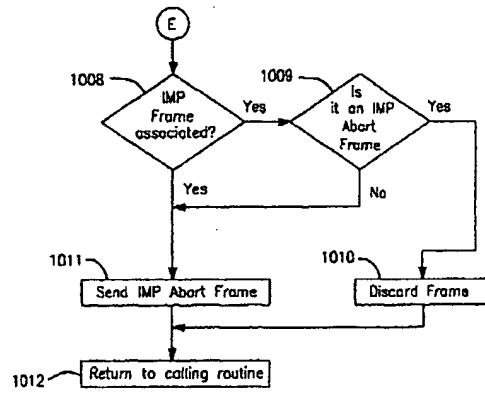 E
1008
IMP
Frame
associated?
Yes
1009
Is
it an IMP
Abort
Frame
Yes
Yes
No
1011
Send IMP Abort Frame
1010
Discard Frame
1012
Return to calling routine